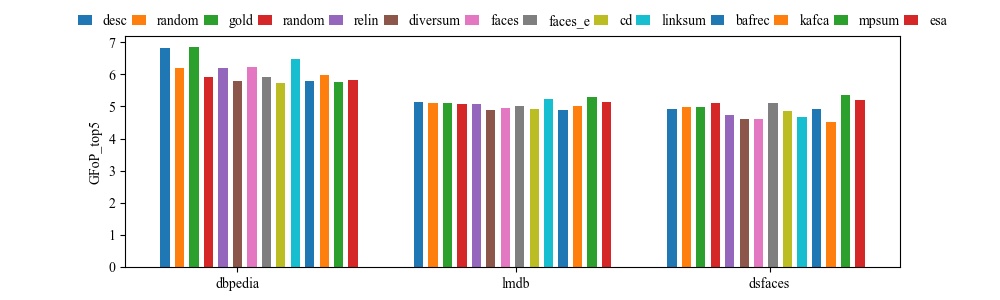 desc random gold random relin diversum faces faces_e cd linksum bafrec kafca mpsum esa
7
6
5
4
3
2
1
0
GFoP_top5
dbpedia lmdb dsfaces